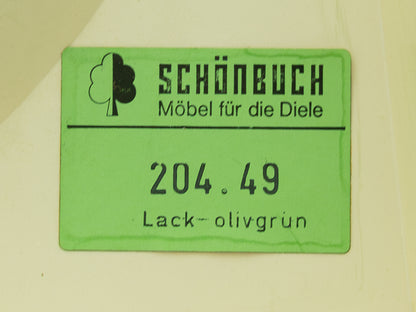 SCHÖNBUCH
Möbel für die Diele
204.49
Lack-olivgrün